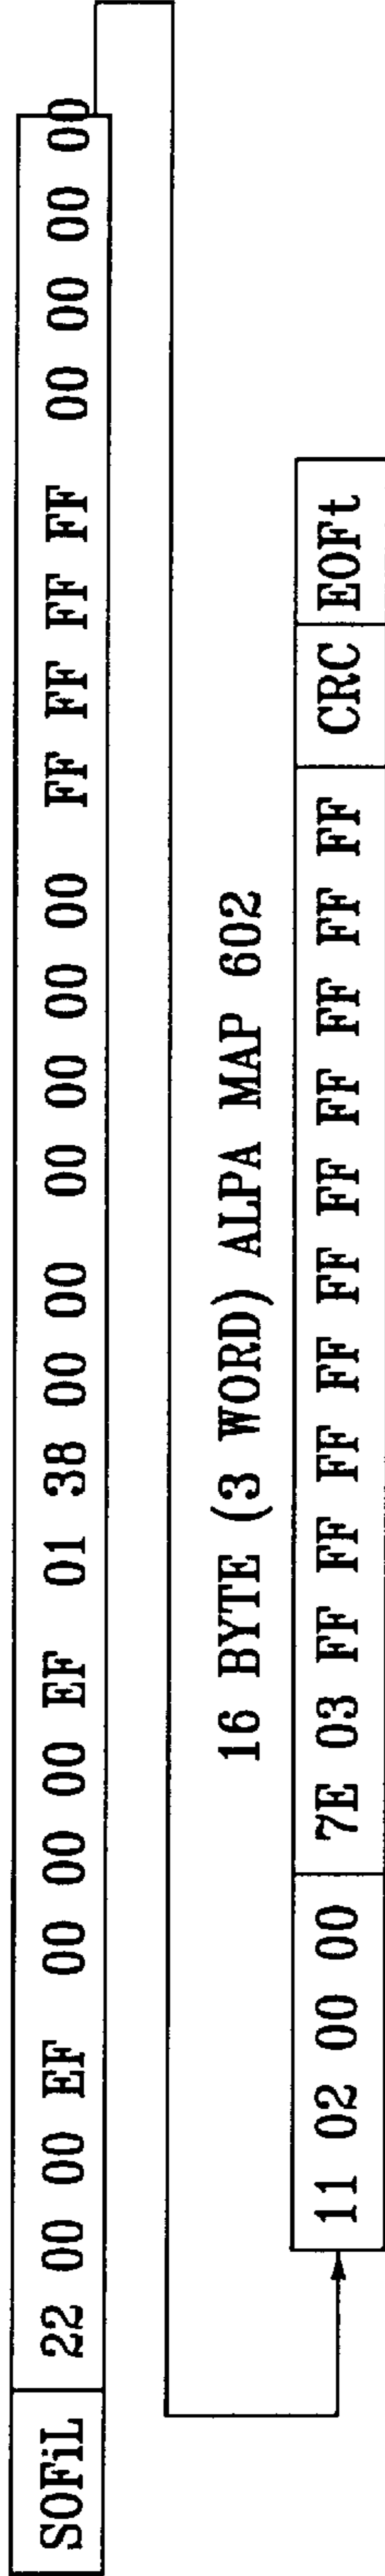 SOFiL 22 00 00 EF 00 00 00 EF 01 38 00 00 00 00 00 00 FF FF FF FF 00 00 00 00
16 BYTE (3 WORD) ALPA MAP 602
11 02 00 00 7E 03 FF FF FF FF FF FF FF FF FF FF CRC EOFt